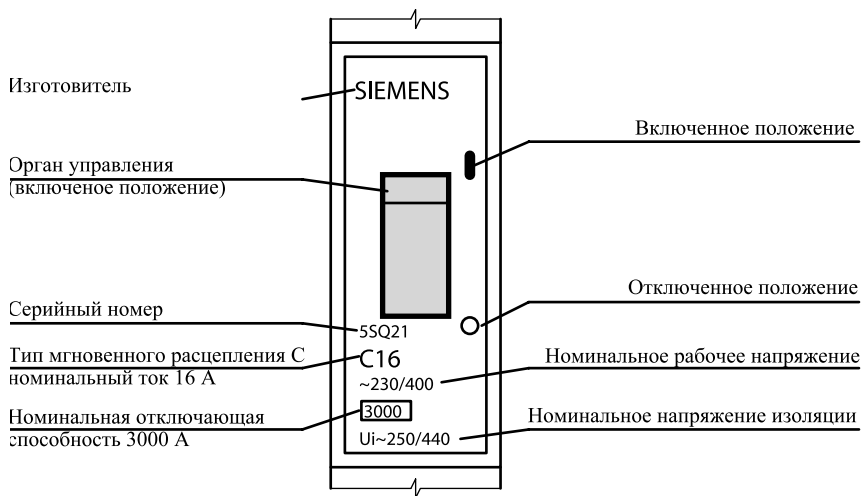 Изготовитель
SIEMENS
Включенное положение
Орган управления
(включеное положение)
Отключенное положение
Серийный номер
5SQ21
Тип мгновенного расцепления С
номинальный ток 16 А
C16
Номинальное рабочее напряжение
~230/400
Номинальная отключающая
способность 3000 А
3000
Номинальное напряжение изоляции
Ui~250/440